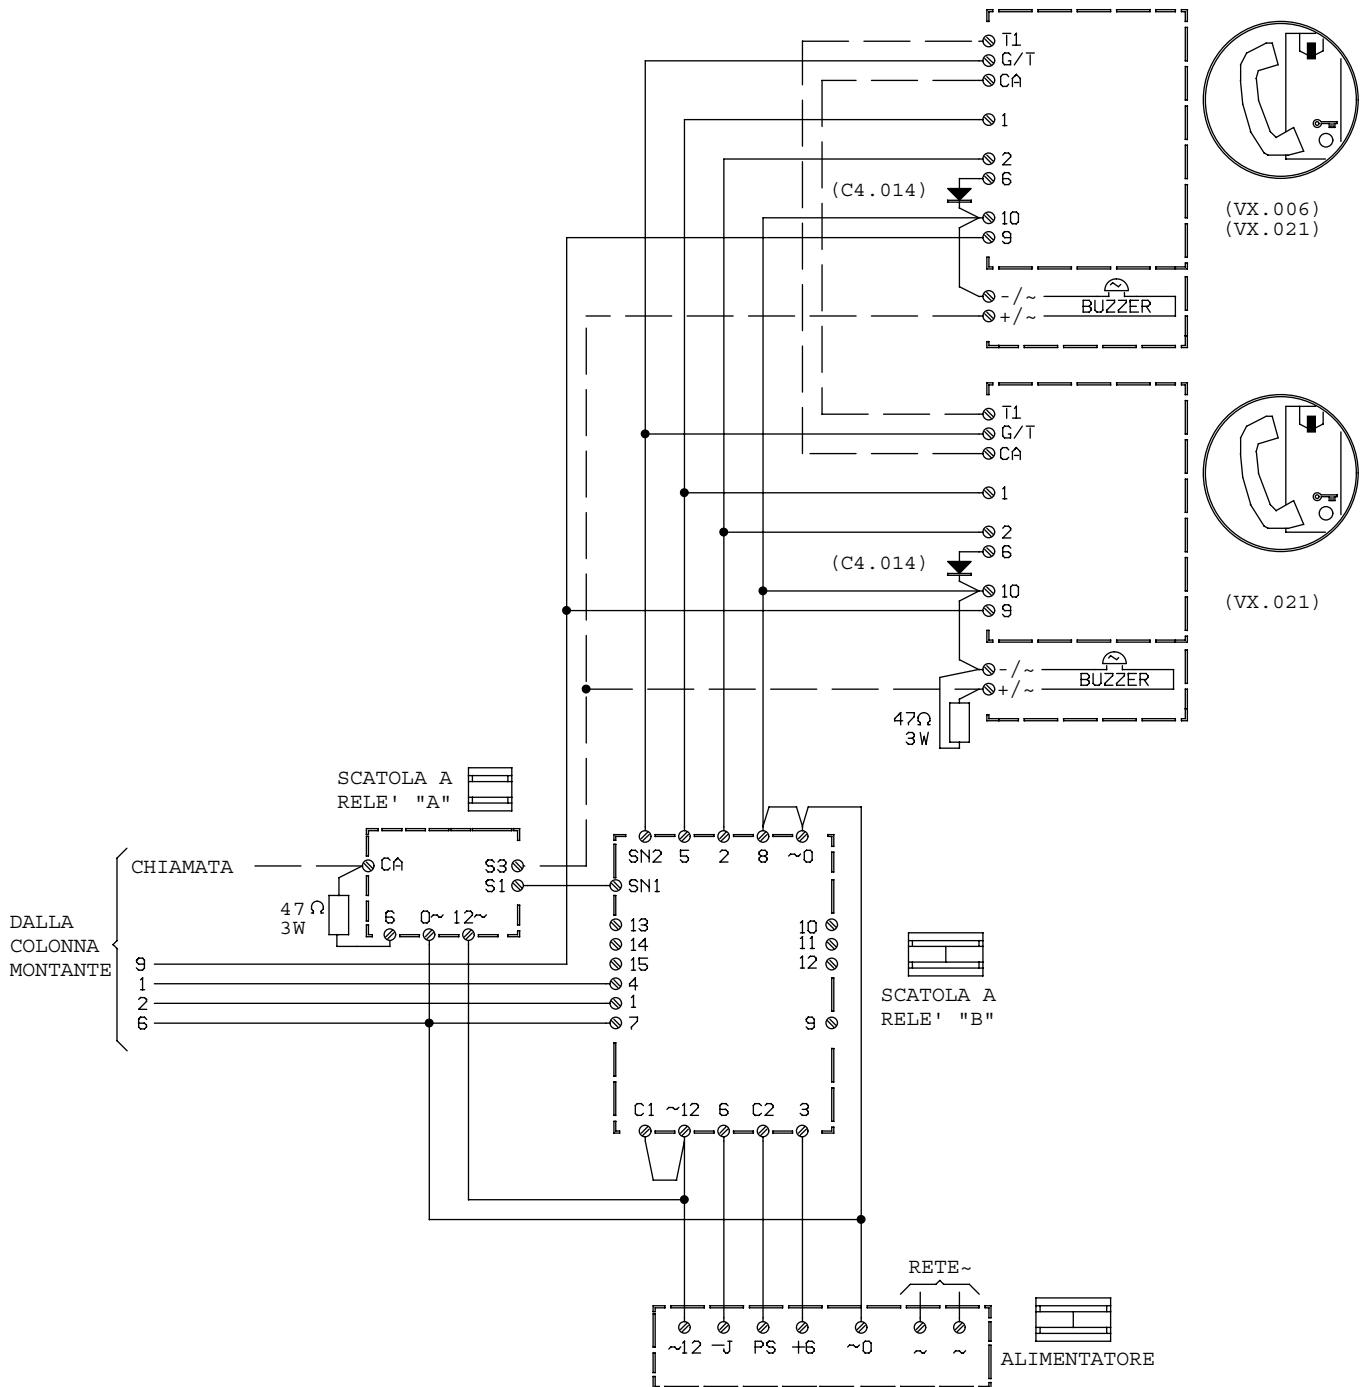 T1
G/T
CA
1
2
(C4.014)
6
10
9
(VX.006)
(VX.021)
-/~
BUZZER
+/~
T1
G/T
CA
1
2
6
(C4.014)
10
9
(VX.021)
-/~
BUZZER
+/~
47Ω
3W
SCATOLA A
RELE' "A"
CHIAMATA
CA
S3
S1
47Ω
3W
6 0~ 12~
SN2 5 2 8 ~0
SN1
13
14
15
4
1
7
10
11
12
9
DALLA
COLONNA
MONTANTE
9
1
2
6
SCATOLA A
RELE' "B"
C1 ~12 6 C2 3
RETE~
~12 -J PS +6 ~0 ~ ~
ALIMENTATORE